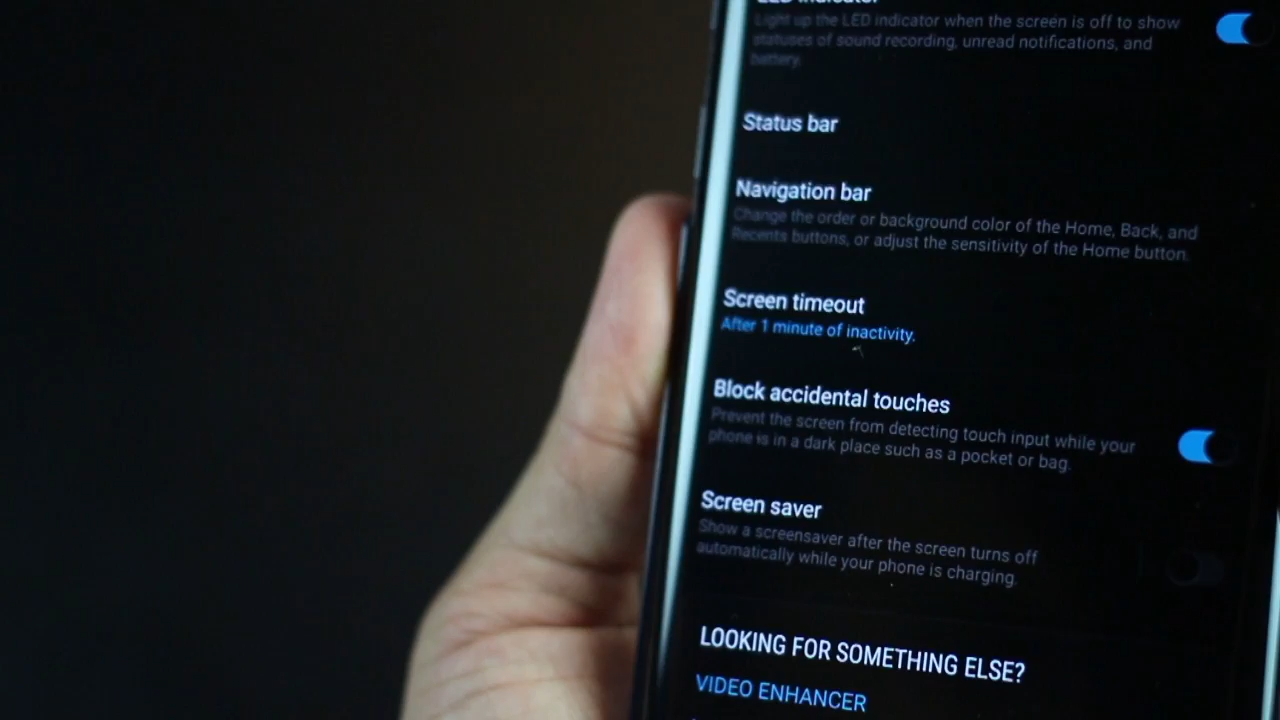 LED indicator
Light up the LED indicator when the screen is off to show
statuses of sound recording, unread notifications, and
battery.
Status bar
Navigation bar
Change the order or background color of the Home, Back, and
Recents buttons, or adjust the sensitivity of the Home button.
Screen timeout
After 1 minute of inactivity.
Block accidental touches
Prevent the screen from detecting touch input while your
phone is in a dark place such as a pocket or bag.
Screen saver
Show a screensaver after the screen turns off
automatically while your phone is charging.
LOOKING FOR SOMETHING ELSE?
VIDEO ENHANCER